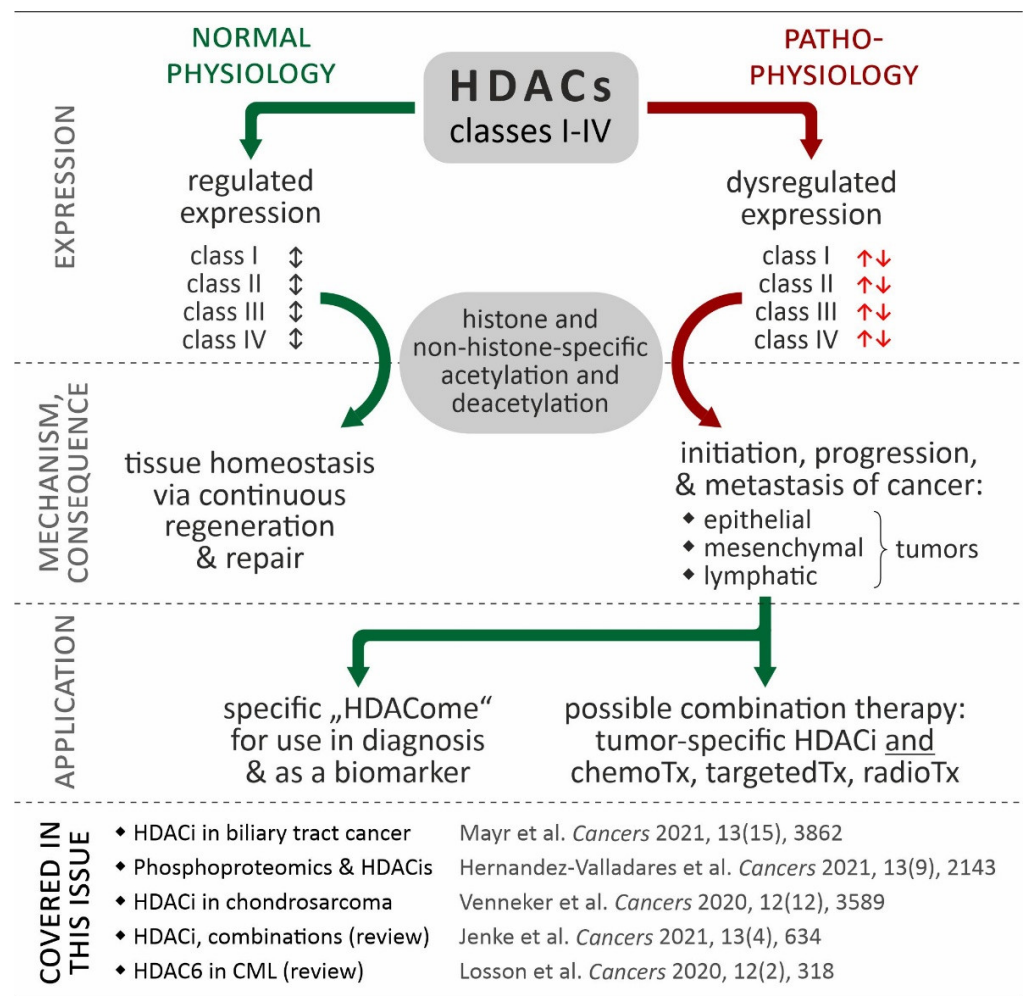 NORMAL
PHYSIOLOGY
HDACs
classes I-IV
PATHO-
PHYSIOLOGY
EXPRESSION
regulated
expression
class I ↕
class II ↕
class III ↕
class IV ↕
dysregulated
expression
class I ↑↓
class II ↑↓
class III ↑↓
class IV ↑↓
histone and
non-histone-specific
acetylation and
deacetylation
MECHANISM,
CONSEQUENCE
tissue homeostasis
via continuous
regeneration
& repair
initiation, progression,
& metastasis of cancer:
◆ epithelial
◆ mesenchymal
◆ lymphatic
tumors
APPLICATION
specific „HDACome“
for use in diagnosis
& as a biomarker
possible combination therapy:
tumor-specific HDACi and
chemoTx, targetedTx, radioTx
COVERED IN
THIS ISSUE
◆ HDACi in biliary tract cancer Mayr et al. Cancers 2021, 13(15), 3862
◆ Phosphoproteomics & HDACis Hernandez-Valladares et al. Cancers 2021, 13(9), 2143
◆ HDACi in chondrosarcoma Venneker et al. Cancers 2020, 12(12), 3589
◆ HDACi, combinations (review) Jenke et al. Cancers 2021, 13(4), 634
◆ HDAC6 in CML (review) Losson et al. Cancers 2020, 12(2), 318